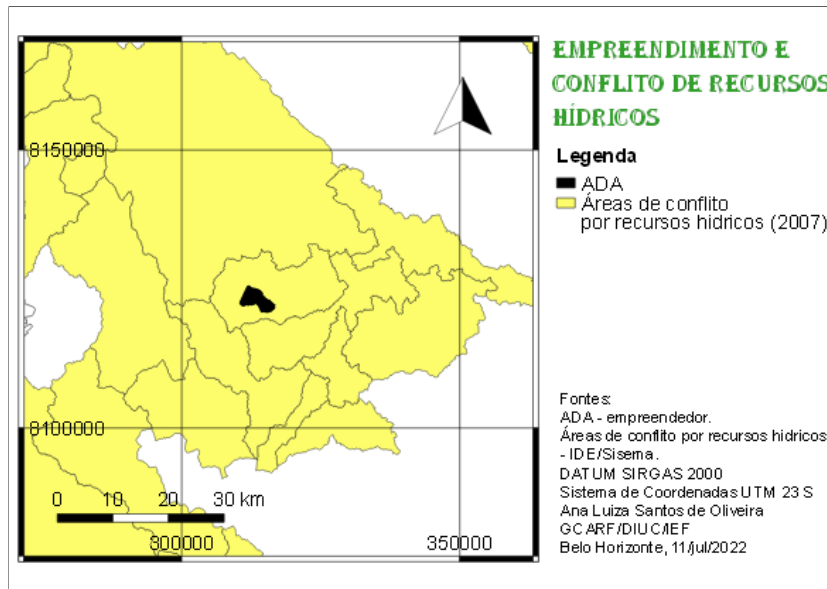 EMPREENDIMENTO E
CONFLITO DE RECURSOS
HÍDRICOS
Legenda
ADA
Áreas de conflito
por recursos hidricos (2007)
8150000
8100000
0 10 20 30 km
300000 350000
Fontes:
ADA - empreendedor.
Áreas de conflito por recursos hidricos
- IDE/Sisema.
DATUM SIRGAS 2000
Sistema de Coordenadas UTM 23 S
Ana Luiza Santos de Oliveira
GCARF/DIUC/IEF
Belo Horizonte, 11/jul/2022